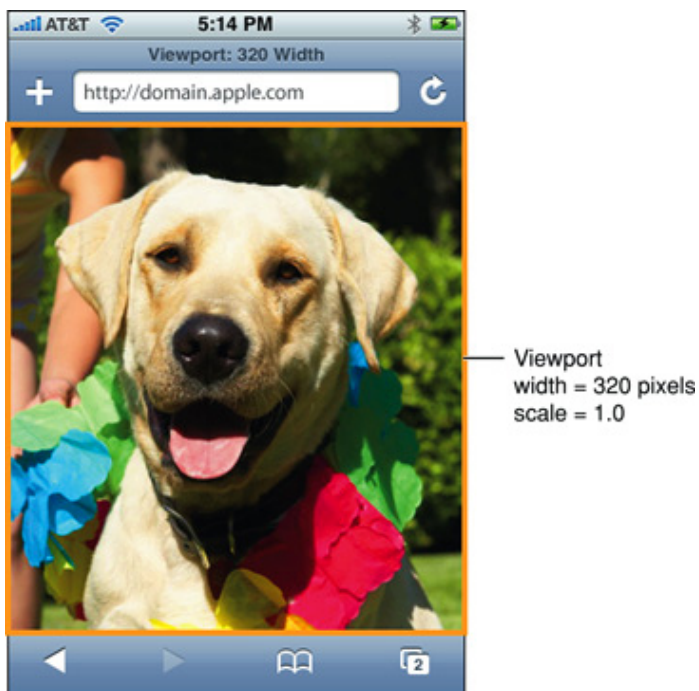 AT&T 5:14 PM
Viewport: 320 Width
http://domain.apple.com
Viewport
width = 320 pixels
scale = 1.0
2